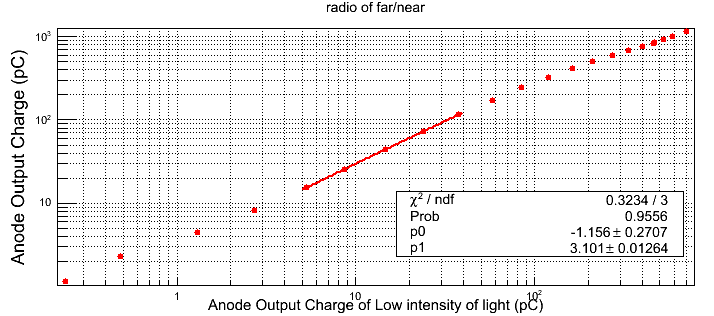 radio of far/near
Anode Output Charge (pC)
10³
10²
10
χ² / ndf 0.3234 / 3
Prob 0.9556
p0 -1.156 ± 0.2707
p1 3.101 ± 0.01264
1 10 10²
Anode Output Charge of Low intensity of light (pC)